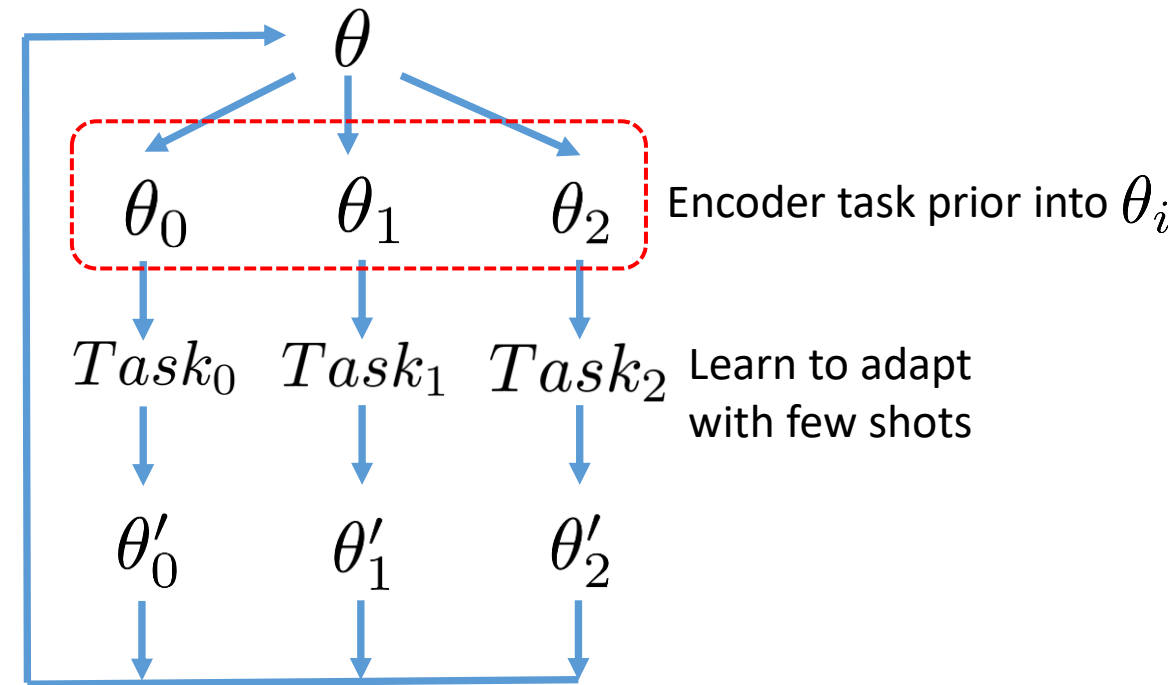 θ
θ₀ θ₁ θ₂ Encoder task prior into θᵢ
Task₀ Task₁ Task₂ Learn to adapt
with few shots
θ′₀ θ′₁ θ′₂